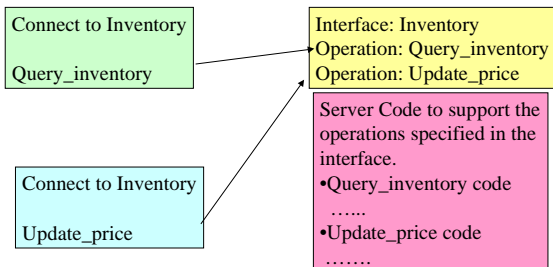 Connect to Inventory
Query_inventory
Interface: Inventory
Operation: Query_inventory
Operation: Update_price
Server Code to support the
operations specified in the
interface.
•Query_inventory code
…...
•Update_price code
…….
Connect to Inventory
Update_price